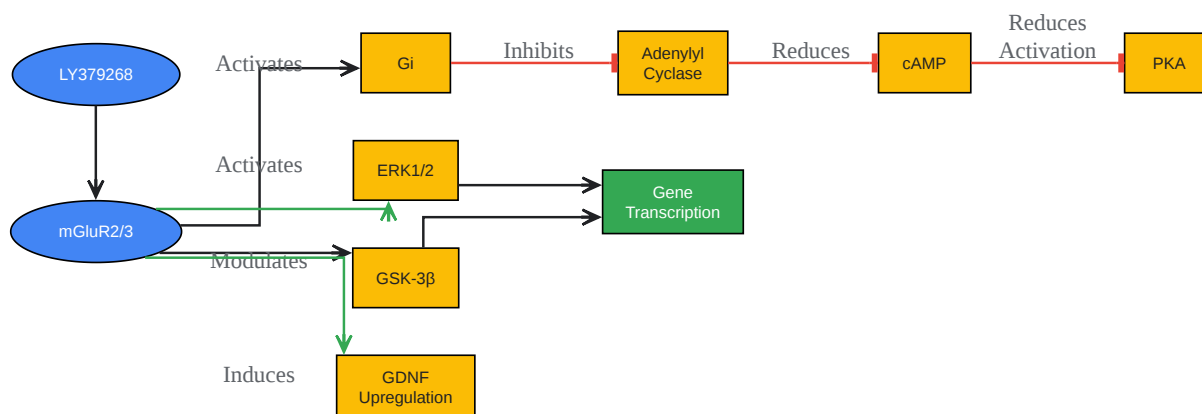 LY379268
Activates
Gi
Inhibits
Adenylyl
Cyclase
Reduces
cAMP
Reduces
Activation
PKA
Activates
ERK1/2
Gene
Transcription
mGluR2/3
Modulates
GSK-3β
Induces
GDNF
Upregulation